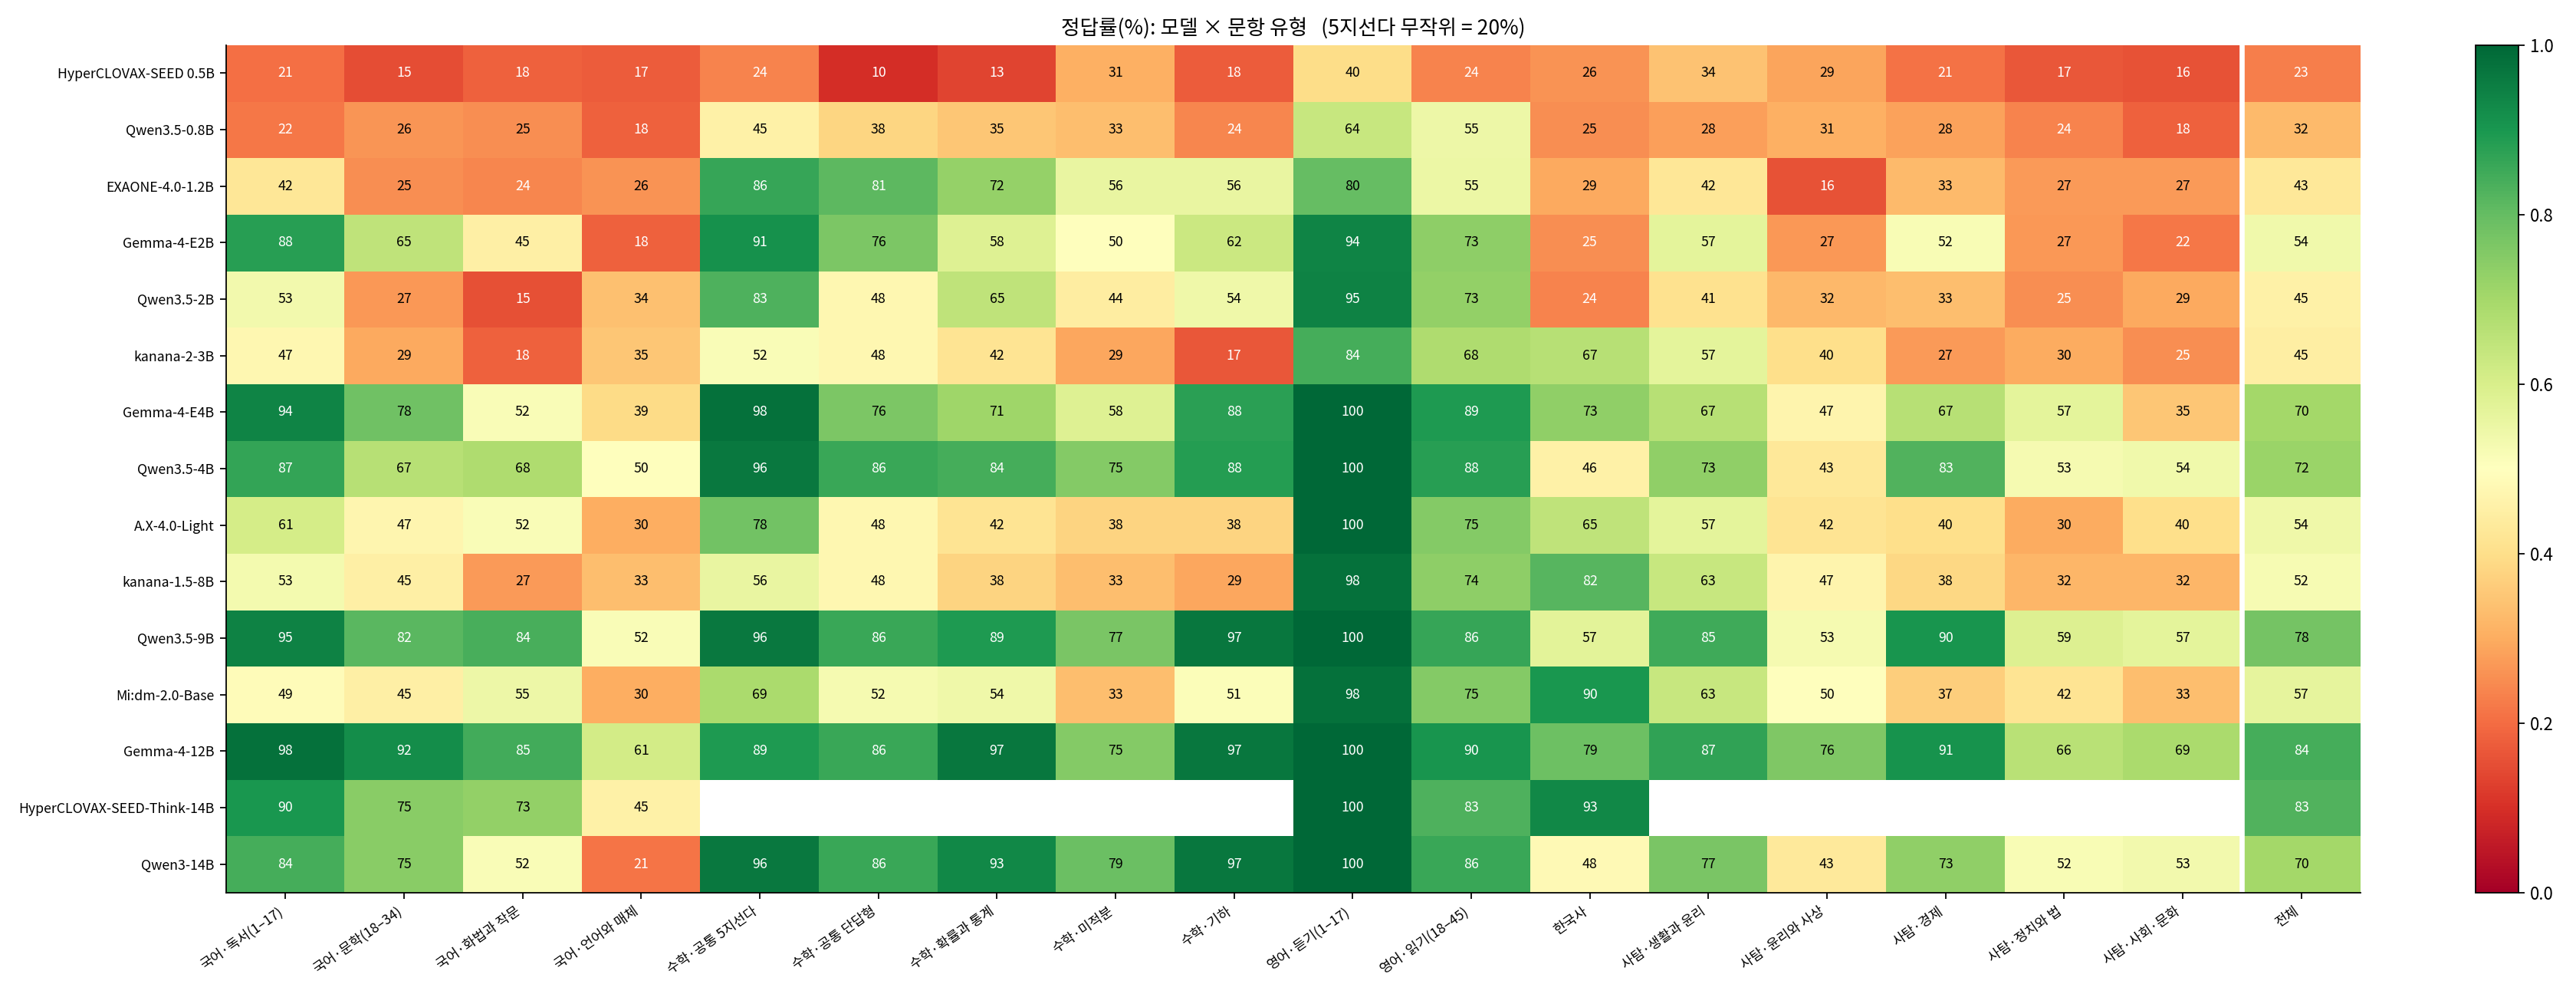 정답률(%): 모델 × 문항 유형 (5지선다 무작위 = 20%)
HyperCLOVAX-SEED 0.5B 21 15 18 17 24 10 13 31 18 40 24 26 34 29 21 17 16 23
Qwen3.5-0.8B 22 26 25 18 45 38 35 33 24 64 55 25 28 31 28 24 18 32
EXAONE-4.0-1.2B 42 25 24 26 86 81 72 56 56 80 55 29 42 16 33 27 27 43
Gemma-4-E2B 88 65 45 18 91 76 58 50 62 94 73 25 57 27 52 27 22 54
Qwen3.5-2B 53 27 15 34 83 48 65 44 54 95 73 24 41 32 33 25 29 45
kanana-2-3B 47 29 18 35 52 48 42 29 17 84 68 67 57 40 27 30 25 45
Gemma-4-E4B 94 78 52 39 98 76 71 58 88 100 89 73 67 47 67 57 35 70
Qwen3.5-4B 87 67 68 50 96 86 84 75 88 100 88 46 73 43 83 53 54 72
A.X-4.0-Light 61 47 52 30 78 48 42 38 38 100 75 65 57 42 40 30 40 54
kanana-1.5-8B 53 45 27 33 56 48 38 33 29 98 74 82 63 47 38 32 32 52
Qwen3.5-9B 95 82 84 52 96 86 89 77 97 100 86 57 85 53 90 59 57 78
Mi:dm-2.0-Base 49 45 55 30 69 52 54 33 51 98 75 90 63 50 37 42 33 57
Gemma-4-12B 98 92 85 61 89 86 97 75 97 100 90 79 87 76 91 66 69 84
HyperCLOVAX-SEED-Think-14B 90 75 73 45 100 83 93 83
Qwen3-14B 84 75 52 21 96 86 93 79 97 100 86 48 77 43 73 52 53 70
국어·독서(1–17)
국어·문학(18–34)
국어·화법과 작문
국어·언어와 매체
수학·공통 5지선다
수학·공통 단답형
수학·확률과 통계
수학·미적분
수학·기하
영어·듣기(1–17)
영어·읽기(18–45)
한국사
사탐·생활과 윤리
사탐·윤리와 사상
사탐·경제
사탐·정치와 법
사탐·사회·문화
전체
1.0
0.8
0.6
0.4
0.2
0.0